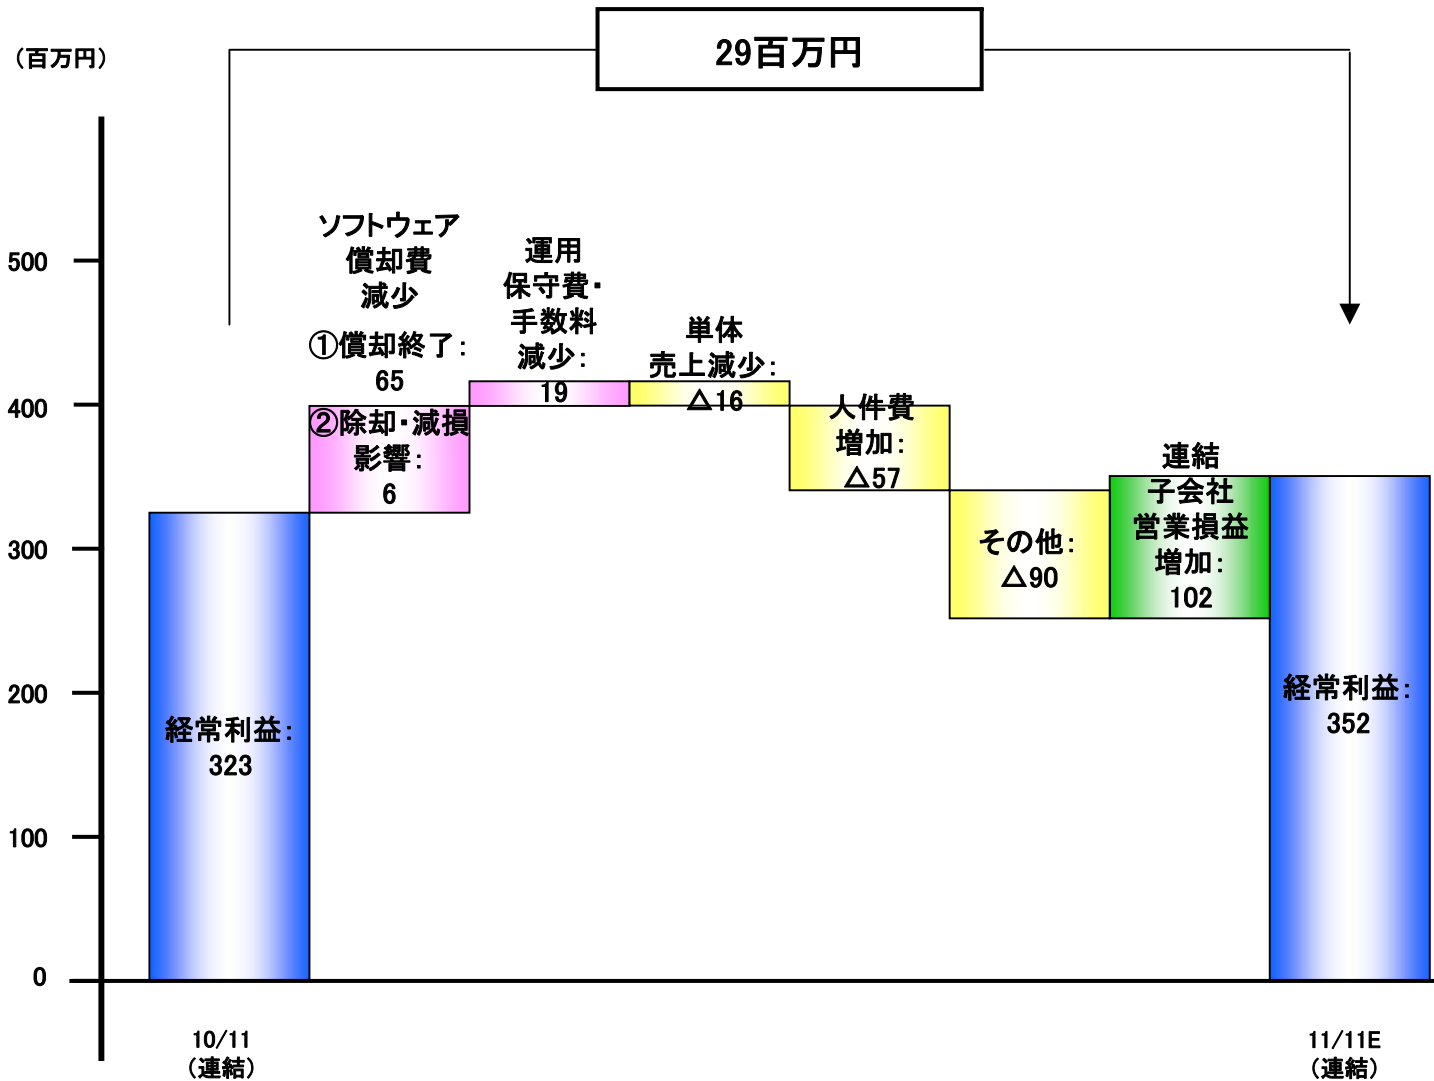 29百万円
（百万円）
500
400
300
200
100
0
ソフトウェア
償却費
減少
①償却終了：
65
②除却・減損
影響：
6
運用
保守費・
手数料
減少：
19
単体
売上減少：
△16
人件費
増加：
△57
その他：
△90
連結
子会社
営業損益
増加：
102
経常利益：
323
経常利益：
352
10/11
（連結）
11/11E
（連結）